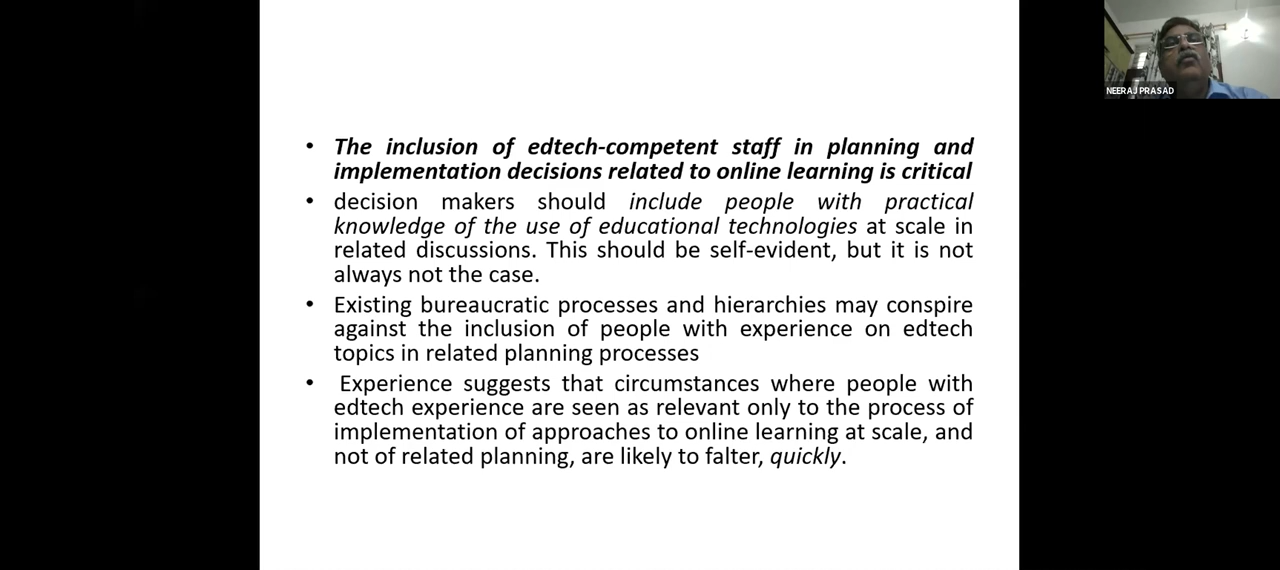 NEERAJ PRASAD
• The inclusion of edtech-competent staff in planning and
implementation decisions related to online learning is critical
• decision makers should include people with practical
knowledge of the use of educational technologies at scale in
related discussions. This should be self-evident, but it is not
always not the case.
• Existing bureaucratic processes and hierarchies may conspire
against the inclusion of people with experience on edtech
topics in related planning processes
• Experience suggests that circumstances where people with
edtech experience are seen as relevant only to the process of
implementation of approaches to online learning at scale, and
not of related planning, are likely to falter, quickly.